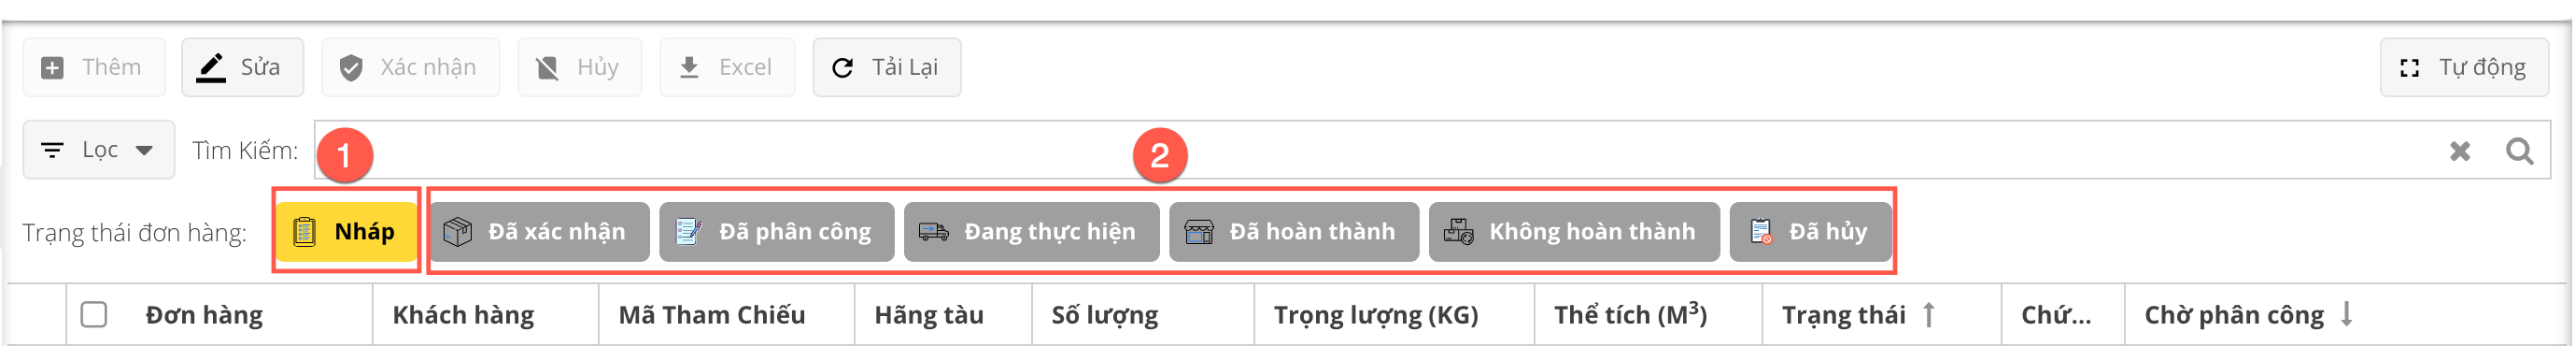 Thêm Sửa Xác nhận Hủy Excel Tải Lại Tự động
Lọc Tìm Kiếm: 1 2
Trạng thái đơn hàng: Nháp Đã xác nhận Đã phân công Đang thực hiện Đã hoàn thành Không hoàn thành Đã hủy
Đơn hàng Khách hàng Mã Tham Chiếu Hãng tàu Số lượng Trọng lượng (KG) Thể tích (M³) Trạng thái ↑ Chứ... Chờ phân công ↓